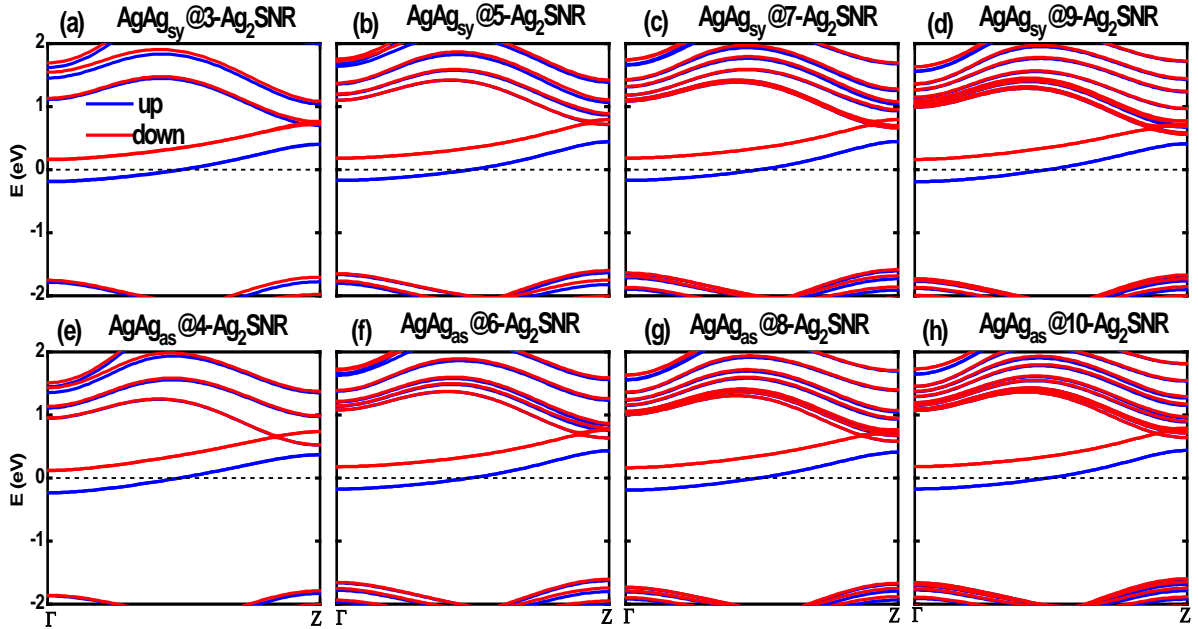 (a) AgAgsy@3-Ag2SNR
(b) AgAgsy@5-Ag2SNR
(c) AgAgsy@7-Ag2SNR
(d) AgAgsy@9-Ag2SNR
2
1
0
-1
-2
E (eV)
up
down
(e) AgAgas@4-Ag2SNR
(f) AgAgas@6-Ag2SNR
(g) AgAgas@8-Ag2SNR
(h) AgAgas@10-Ag2SNR
2
1
0
-1
-2
E (eV)
Γ Z Γ Z Γ Z Γ Z